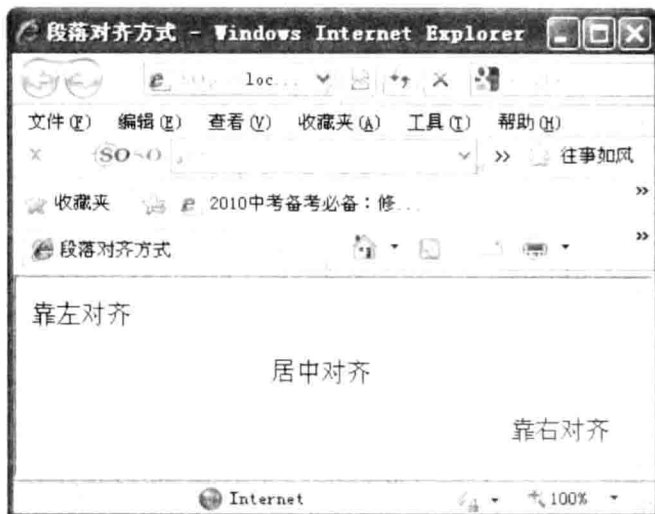 段落对齐方式 - Windows Internet Explorer
loc...
文件(F) 编辑(E) 查看(V) 收藏夹(A) 工具(T) 帮助(H)
× SO »  往事如风
收藏夹 2010中考备考必备：修... »
段落对齐方式 »
靠左对齐
居中对齐
靠右对齐
Internet 100%